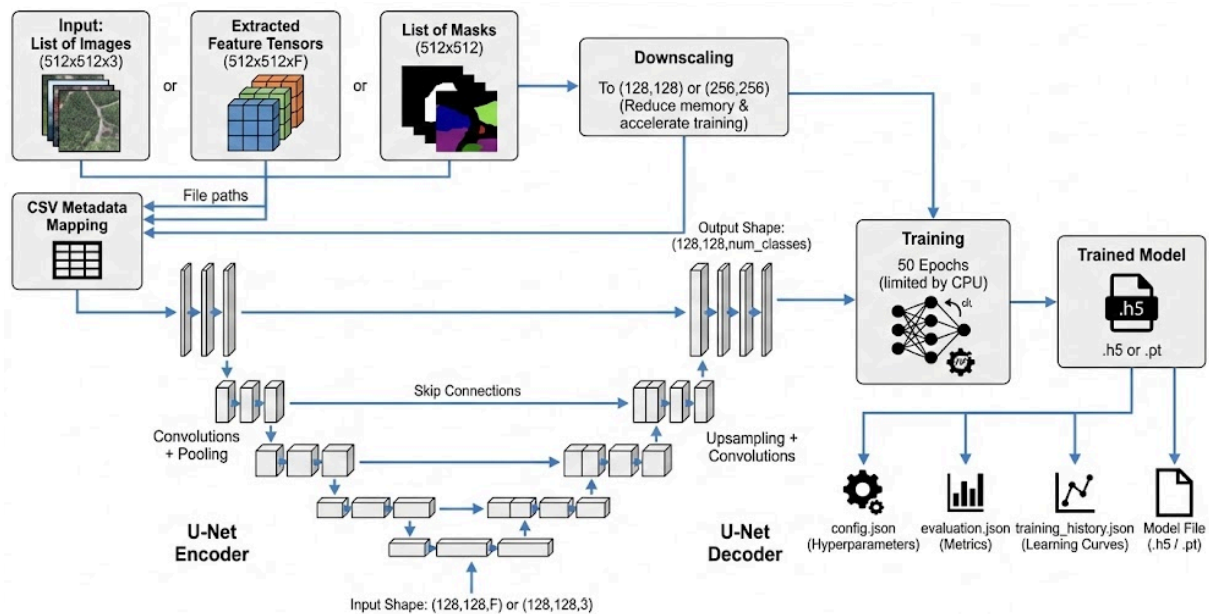 Input:
List of Images
(512x512x3)
or
Extracted
Feature Tensors
(512x512xF)
or
List of Masks
(512x512)
Downscaling
To (128,128) or (256,256)
(Reduce memory &
accelerate training)
File paths
CSV Metadata
Mapping
Output Shape:
(128,128,num_classes)
Training
50 Epochs
(limited by CPU)
Trained Model
.h5
.h5 or .pt
Skip Connections
Convolutions
+ Pooling
Upsampling +
Convolutions
U-Net
Encoder
U-Net
Decoder
Input Shape: (128,128,F) or (128,128,3)
config.json
(Hyperparameters)
evaluation.json
(Metrics)
training_history.json
(Learning Curves)
Model File
(.h5 / .pt)